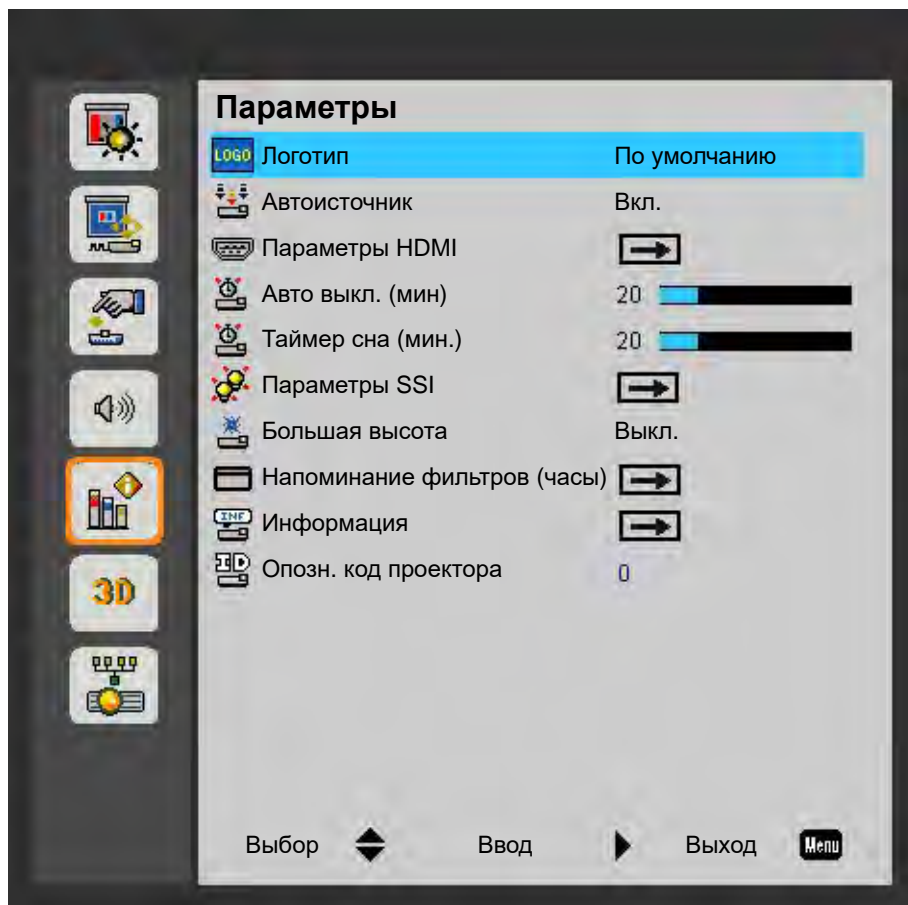 Параметры
LOGO Логотип По умолчанию
Автоисточник Вкл.
Параметры HDMI
Авто выкл. (мин) 20
Таймер сна (мин.) 20
Параметры SSI
Большая высота Выкл.
Напоминание фильтров (часы)
INF Информация
ID Опозн. код проектора 0
3D
Выбор Ввод Выход Menu